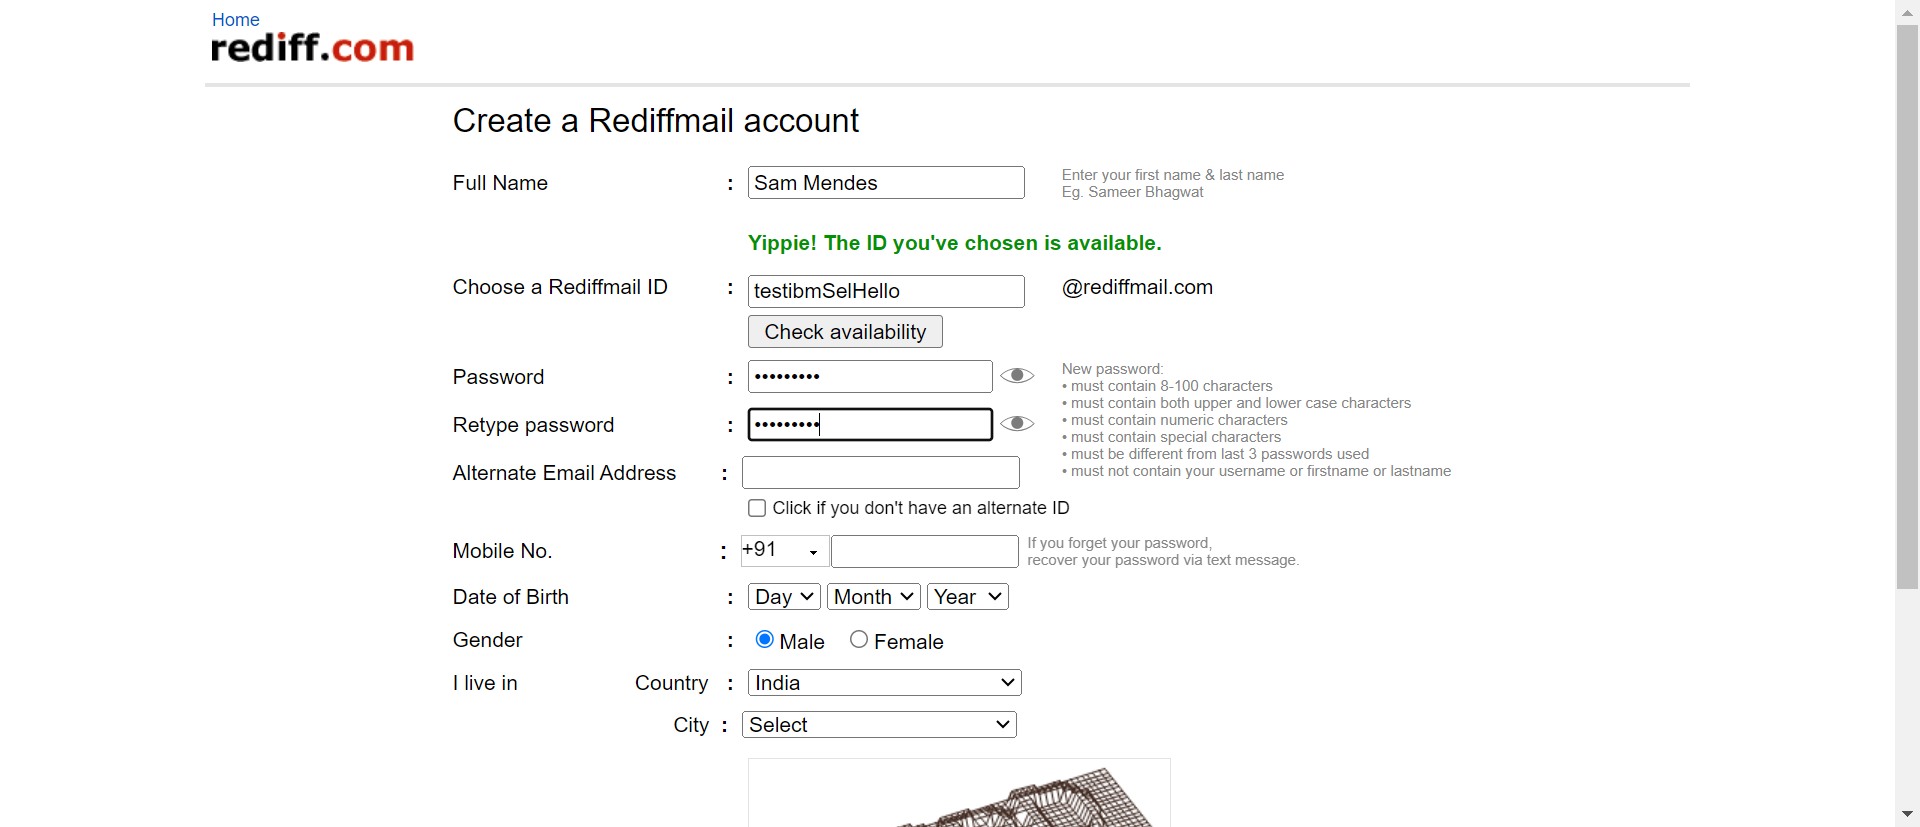 Home
rediff.com
Create a Rediffmail account
Full Name : Sam Mendes
Enter your first name & last name
Eg. Sameer Bhagwat
Yippie! The ID you've chosen is available.
Choose a Rediffmail ID : testibmSelHello @rediffmail.com
Check availability
Password : •••••••••
New password:
• must contain 8-100 characters
• must contain both upper and lower case characters
• must contain numeric characters
• must contain special characters
• must be different from last 3 passwords used
• must not contain your username or firstname or lastname
Retype password : •••••••••
Alternate Email Address :
Click if you don't have an alternate ID
Mobile No. : +91
If you forget your password,
recover your password via text message.
Date of Birth : Day Month Year
Gender : Male Female
I live in Country : India
City : Select